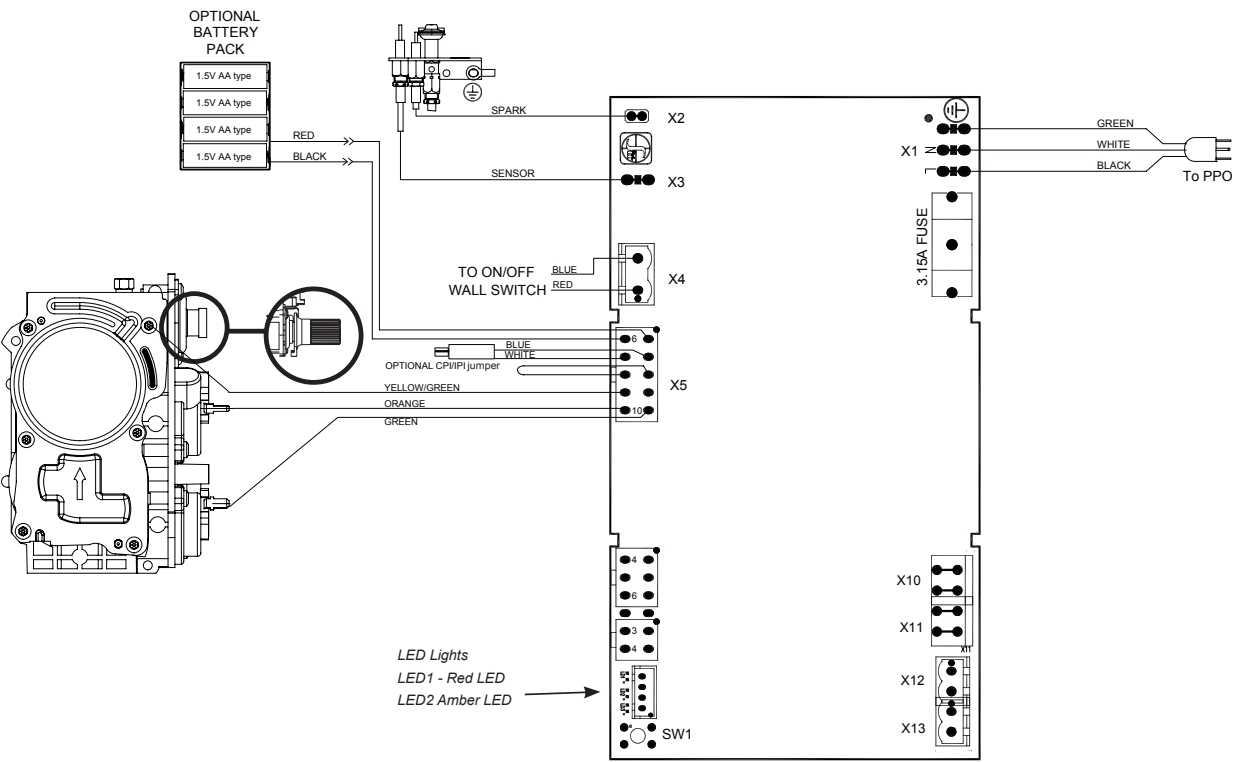 OPTIONAL
BATTERY
PACK
1.5V AA type
1.5V AA type
1.5V AA type
1.5V AA type
RED
BLACK
SPARK
X2
SENSOR
X3
X1
N
L
GREEN
WHITE
BLACK
To PPO
3.15A FUSE
TO ON/OFF
WALL SWITCH
BLUE
RED
X4
6
BLUE
WHITE
OPTIONAL CPI/IPI jumper
X5
YELLOW/GREEN
ORANGE
10
GREEN
4
6
3
4
X10
X11
X11
X12
X13
LED Lights
LED1 - Red LED
LED2 Amber LED
SW1